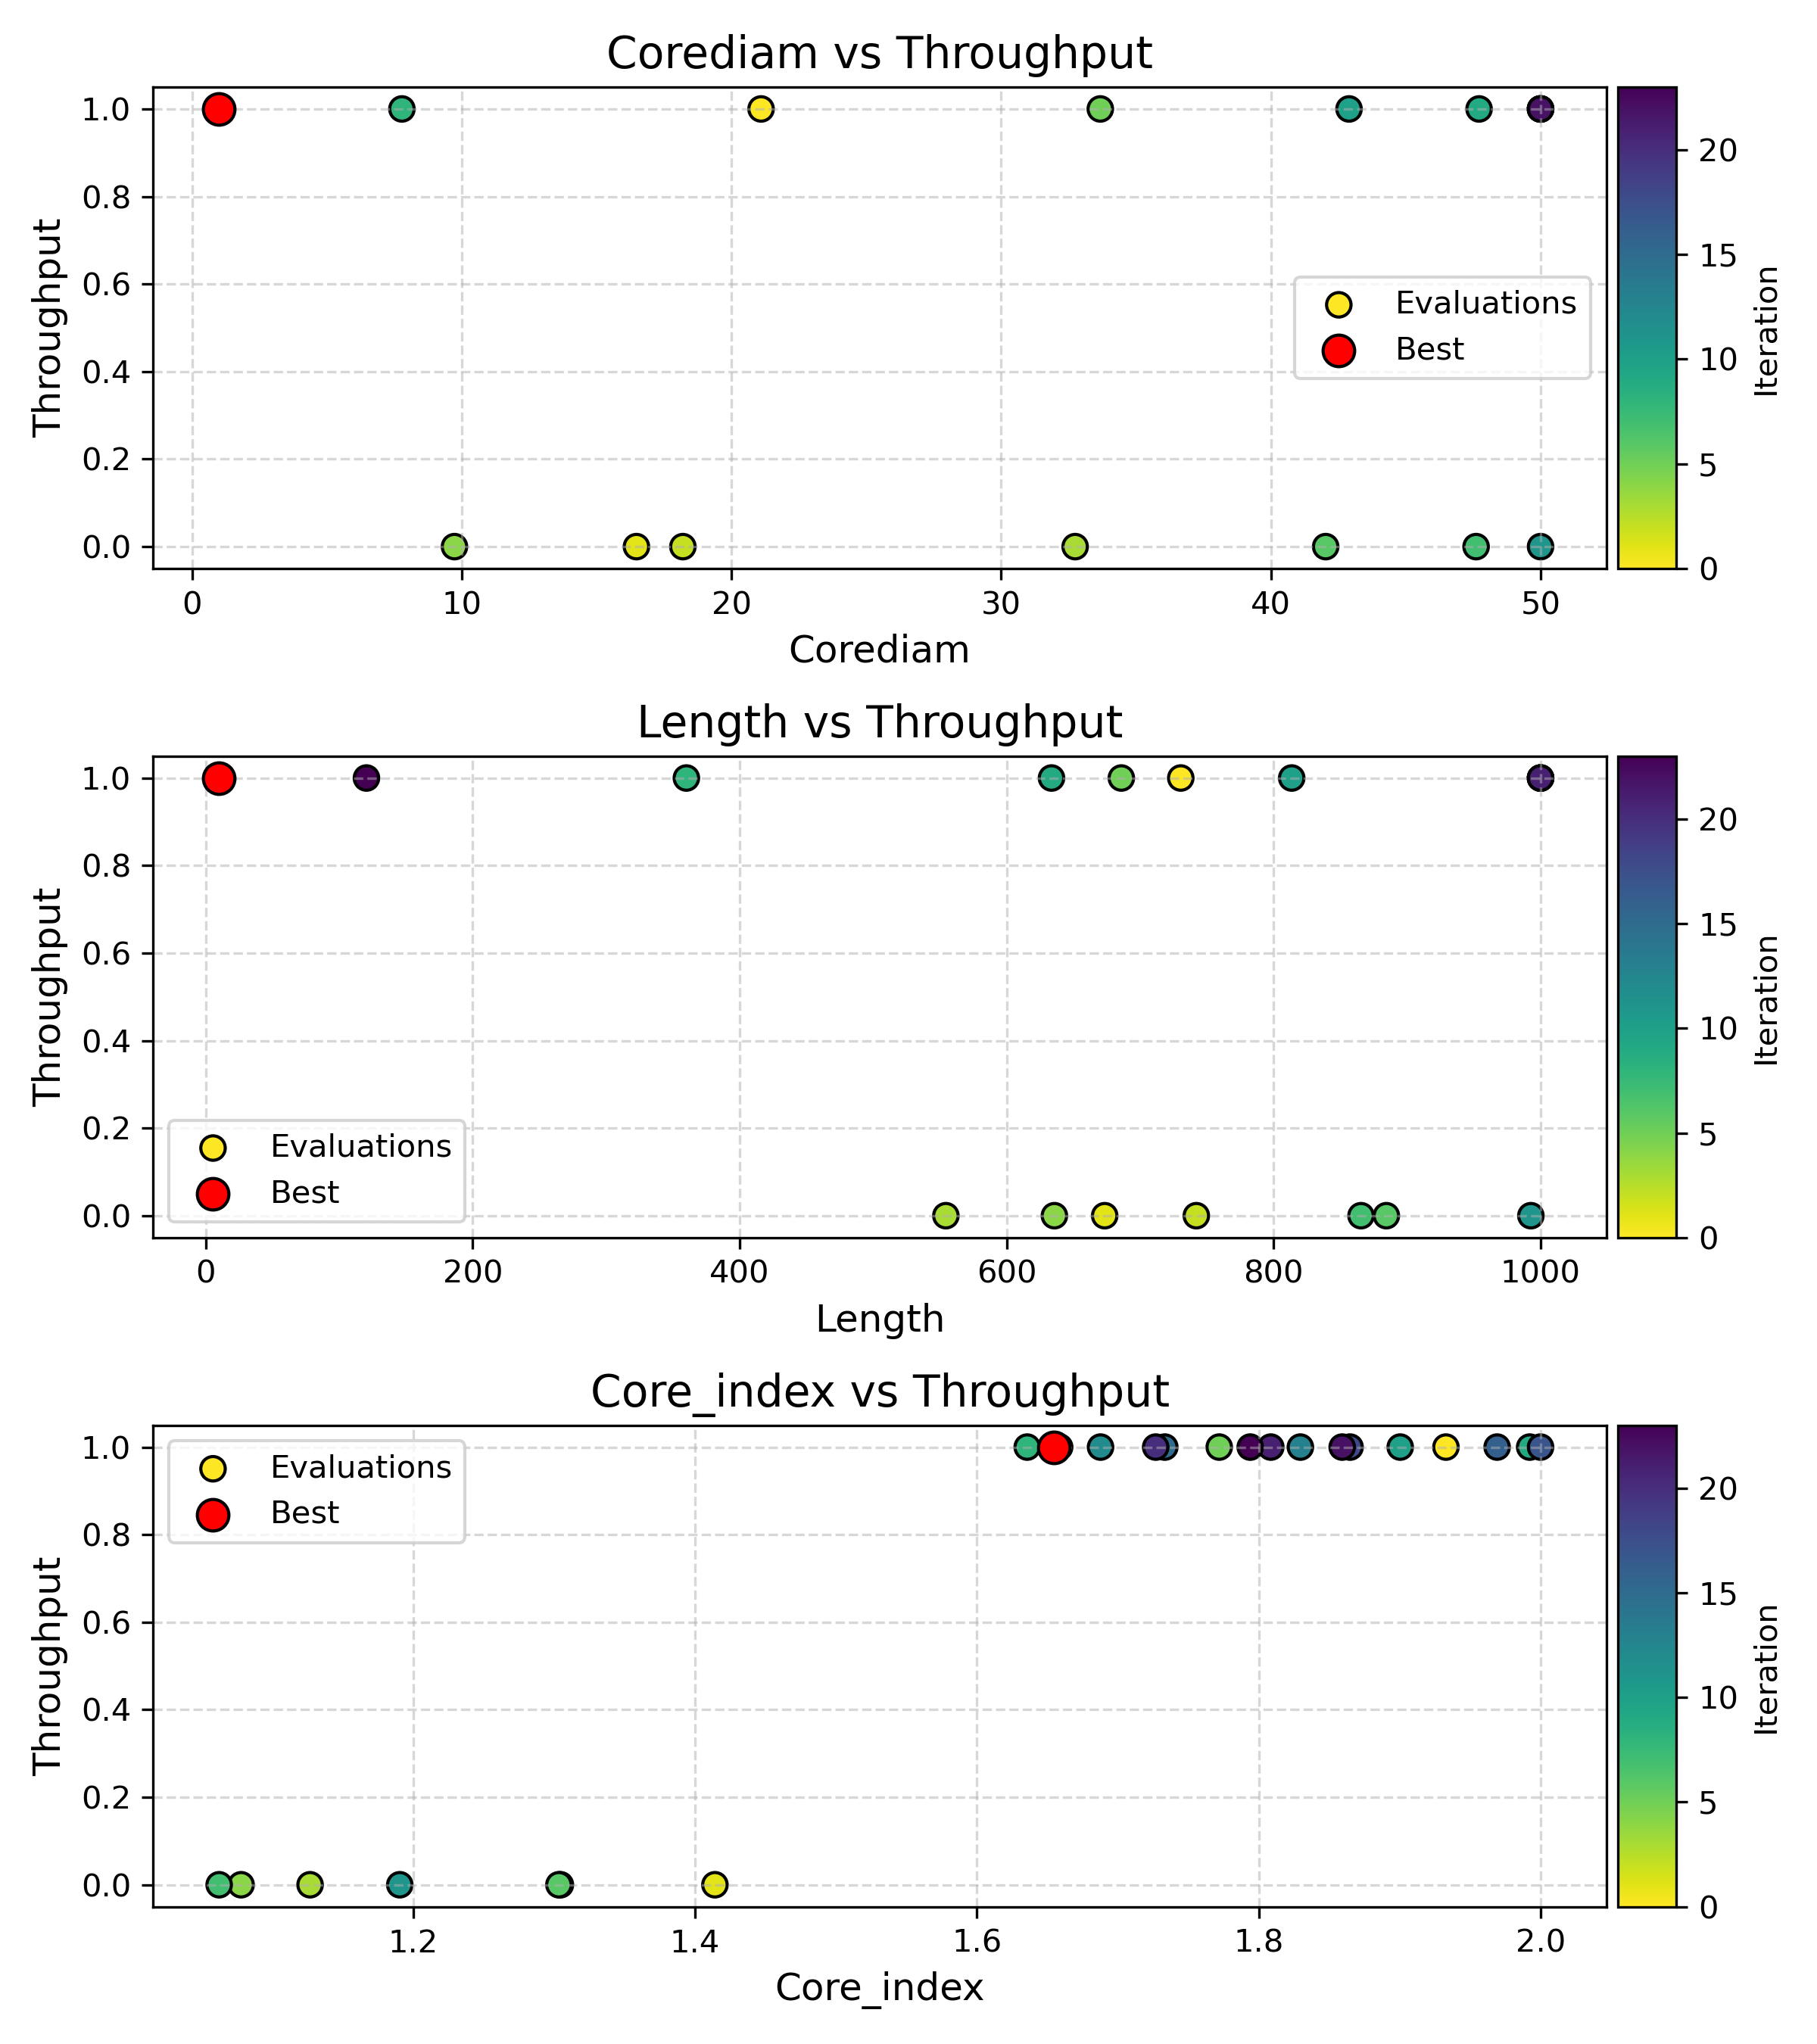 Corediam vs Throughput
Throughput
1.0
0.8
0.6
0.4
0.2
0.0
0 10 20 30 40 50
Corediam
Evaluations
Best
20
15
10
5
0
Iteration
Length vs Throughput
Throughput
1.0
0.8
0.6
0.4
0.2
0.0
0 200 400 600 800 1000
Length
Evaluations
Best
20
15
10
5
0
Iteration
Core_index vs Throughput
Throughput
1.0
0.8
0.6
0.4
0.2
0.0
1.2 1.4 1.6 1.8 2.0
Core_index
Evaluations
Best
20
15
10
5
0
Iteration